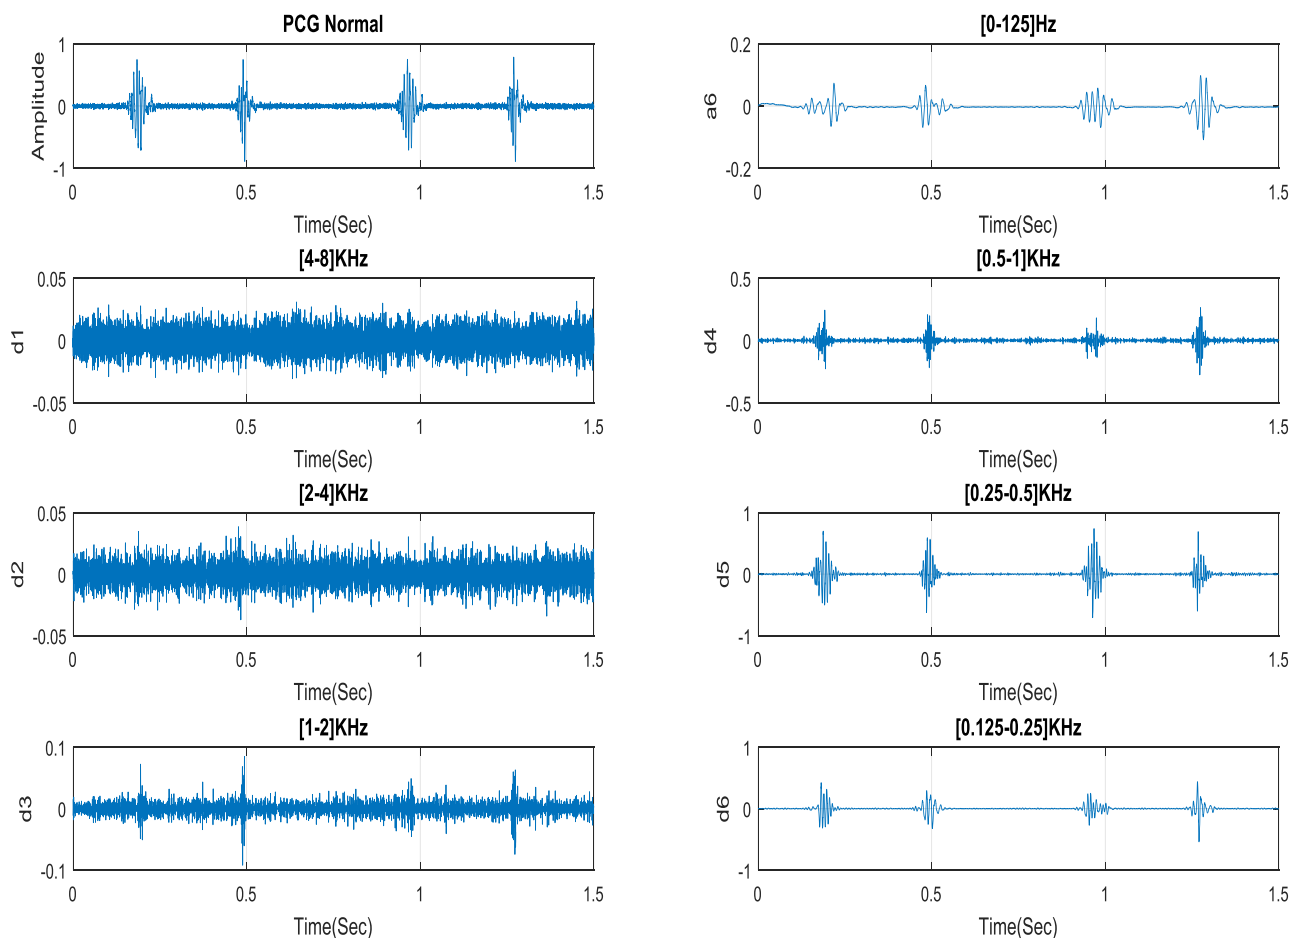 PCG Normal
1
0
-1
Amplitude
0 0.5 1 1.5
Time(Sec)
[0-125]Hz
0.2
0
-0.2
a6
0 0.5 1 1.5
Time(Sec)
[4-8]KHz
0.05
0
-0.05
d1
0 0.5 1 1.5
Time(Sec)
[0.5-1]KHz
0.5
0
-0.5
d4
0 0.5 1 1.5
Time(Sec)
[2-4]KHz
0.05
0
-0.05
d2
0 0.5 1 1.5
Time(Sec)
[0.25-0.5]KHz
1
0
-1
d5
0 0.5 1 1.5
Time(Sec)
[1-2]KHz
0.1
0
-0.1
d3
0 0.5 1 1.5
Time(Sec)
[0.125-0.25]KHz
1
0
-1
d6
0 0.5 1 1.5
Time(Sec)